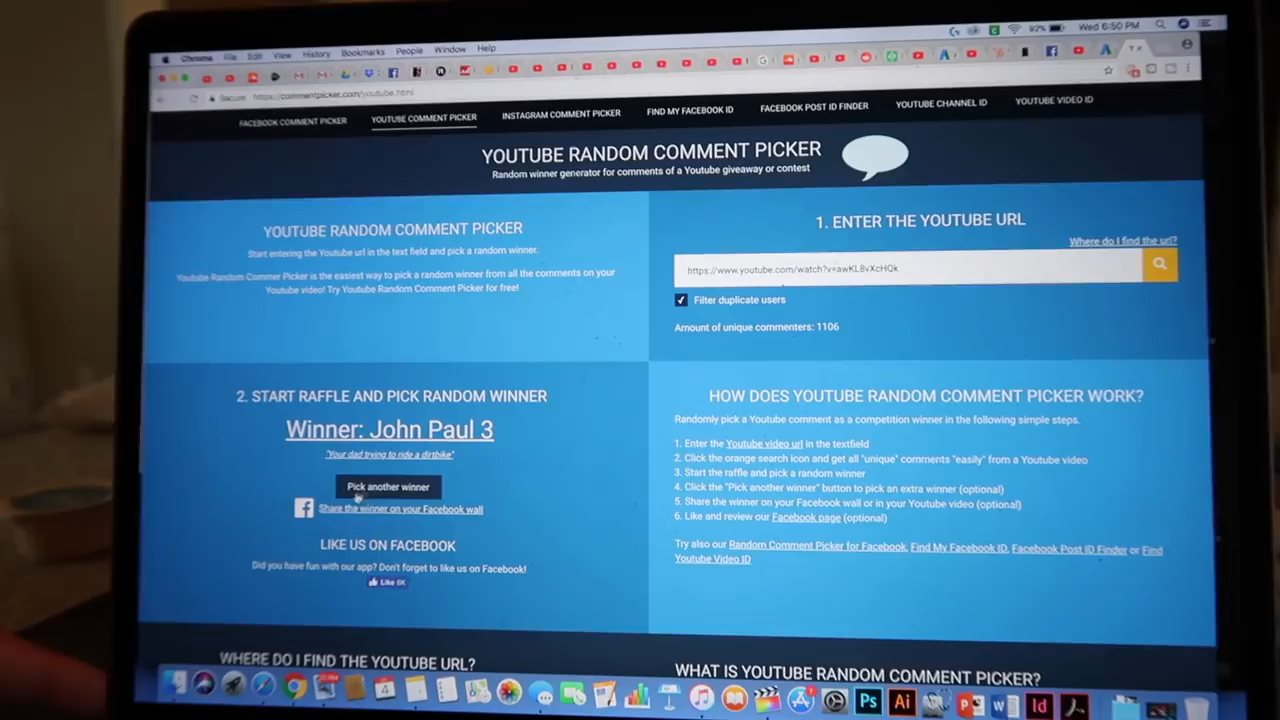 Chrome File Edit View History Bookmarks People Window Help 92% Wed 6:50 PM
Secure https://commentpicker.com/youtube.html
FACEBOOK COMMENT PICKER YOUTUBE COMMENT PICKER INSTAGRAM COMMENT PICKER FIND MY FACEBOOK ID FACEBOOK POST ID FINDER YOUTUBE CHANNEL ID YOUTUBE VIDEO ID
YOUTUBE RANDOM COMMENT PICKER
Random winner generator for comments of a Youtube giveaway or contest
YOUTUBE RANDOM COMMENT PICKER
Start entering the Youtube url in the text field and pick a random winner.
Youtube Random Commer Picker is the easiest way to pick a random winner from all the comments on your
Youtube video! Try Youtube Random Comment Picker for free!
1. ENTER THE YOUTUBE URL
Where do I find the url?
https://www.youtube.com/watch?v=awKL8vXcHQk
Filter duplicate users
Amount of unique commenters: 1106
2. START RAFFLE AND PICK RANDOM WINNER
Winner: John Paul 3
"Your dad trying to ride a dirtbike"
Pick another winner
Share the winner on your Facebook wall
LIKE US ON FACEBOOK
Did you have fun with our app? Don't forget to like us on Facebook!
Like 6K
HOW DOES YOUTUBE RANDOM COMMENT PICKER WORK?
Randomly pick a Youtube comment as a competition winner in the following simple steps.
1. Enter the Youtube video url in the textfield
2. Click the orange search icon and get all "unique" comments "easily" from a Youtube video
3. Start the raffle and pick a random winner
4. Click the "Pick another winner" button to pick an extra winner (optional)
5. Share the winner on your Facebook wall or in your Youtube video (optional)
6. Like and review our Facebook page (optional)
Try also our Random Comment Picker for Facebook, Find My Facebook ID, Facebook Post ID Finder or Find
Youtube Video ID
WHERE DO I FIND THE YOUTUBE URL?
WHAT IS YOUTUBE RANDOM COMMENT PICKER?
4 Ps Ai P W Id